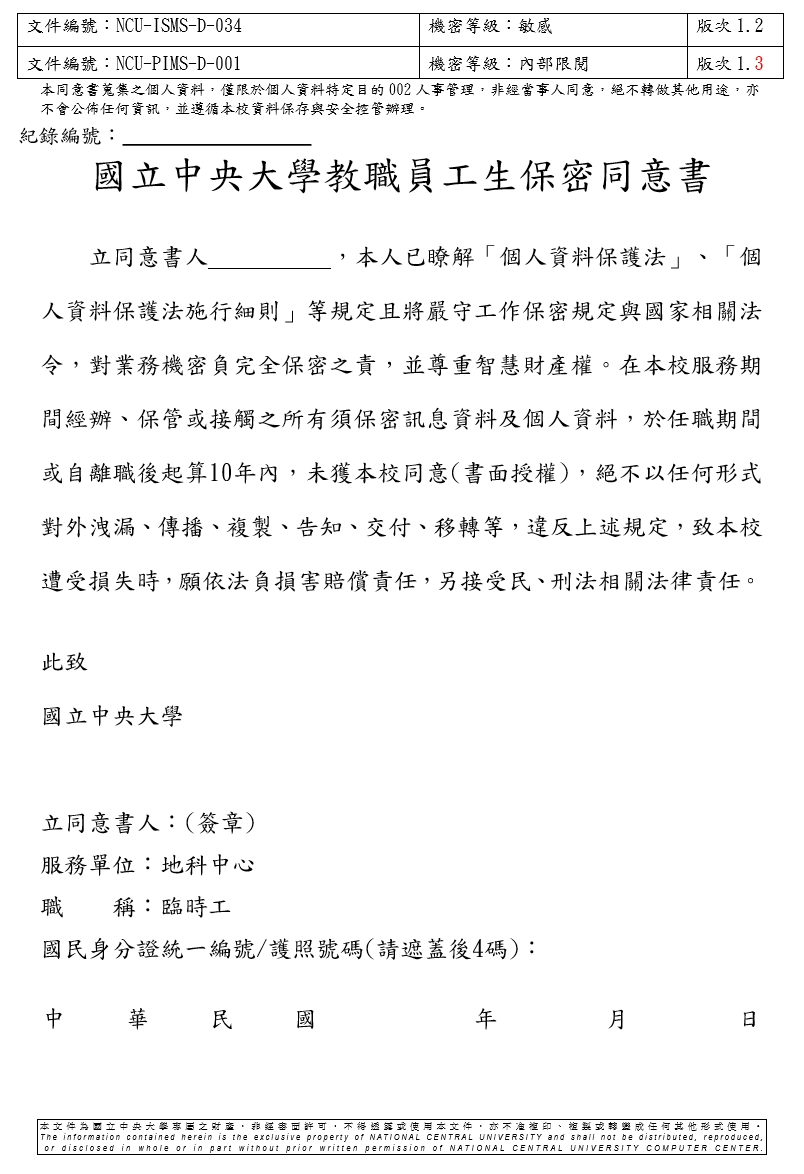 文件編號：NCU-ISMS-D-034 機密等級：敏感 版次 1.2
文件編號：NCU-PIMS-D-001 機密等級：內部限閱 版次 1.3
本同意書蒐集之個人資料，僅限於個人資料特定目的 002 人事管理，非經當事人同意，絕不轉做其他用途，亦
不會公佈任何資訊，並遵循本校資料保存與安全控管辦理。
紀錄編號：
國立中央大學教職員工生保密同意書
立同意書人__________，本人已瞭解「個人資料保護法」、「個
人資料保護法施行細則」等規定且將嚴守工作保密規定與國家相關法
令，對業務機密負完全保密之責，並尊重智慧財產權。在本校服務期
間經辦、保管或接觸之所有須保密訊息資料及個人資料，於任職期間
或自離職後起算10年內，未獲本校同意(書面授權)，絕不以任何形式
對外洩漏、傳播、複製、告知、交付、移轉等，違反上述規定，致本校
遭受損失時，願依法負損害賠償責任，另接受民、刑法相關法律責任。
此致
國立中央大學
立同意書人：(簽章)
服務單位：地科中心
職　　稱：臨時工
國民身分證統一編號/護照號碼(請遮蓋後4碼)：
中 華 民 國 年 月 日
本文件為國立中央大學專屬之財產，非經書面許可，不得透露或使用本文件，亦不准複印、複製或轉變成任何其他形式使用。
The information contained herein is the exclusive property of NATIONAL CENTRAL UNIVERSITY and shall not be distributed, reproduced,
or disclosed in whole or in part without prior written permission of NATIONAL CENTRAL UNIVERSITY COMPUTER CENTER.